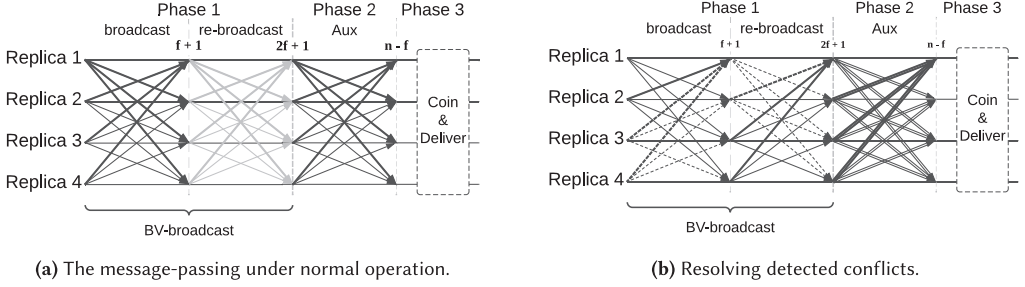 Phase 1 Phase 2 Phase 3
broadcast re-broadcast Aux
f + 1 2f + 1 n - f
Replica 1
Replica 2
Replica 3
Replica 4
Coin
&
Deliver
BV-broadcast
(a) The message-passing under normal operation.
Phase 1 Phase 2 Phase 3
broadcast re-broadcast Aux
f + 1 2f + 1 n - f
Replica 1
Replica 2
Replica 3
Replica 4
Coin
&
Deliver
BV-broadcast
(b) Resolving detected conflicts.